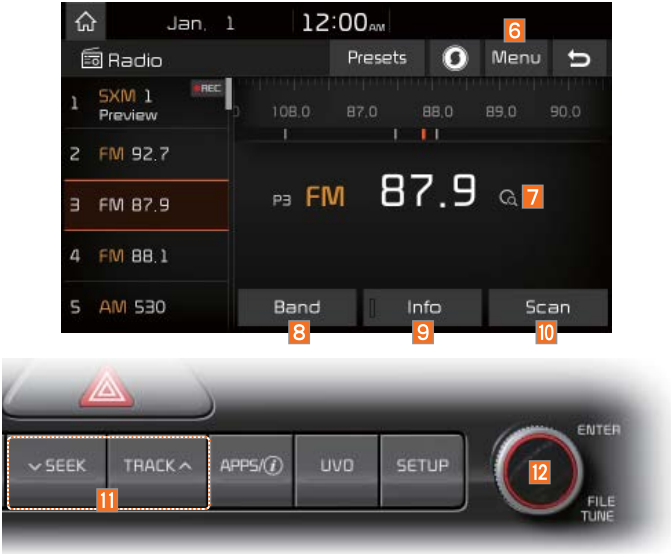 Jan. 1 12:00AM
6
Radio Presets Menu
1 SXM 1 REC
Preview
108.0 87.0 88.0 89.0 90.0
2 FM 92.7
3 FM 87.9
P3 FM 87.9 7
4 FM 88.1
5 AM 530
Band Info Scan
8 9 10
ENTER
SEEK TRACK APPS/i UVO SETUP
12
11
FILE
TUNE